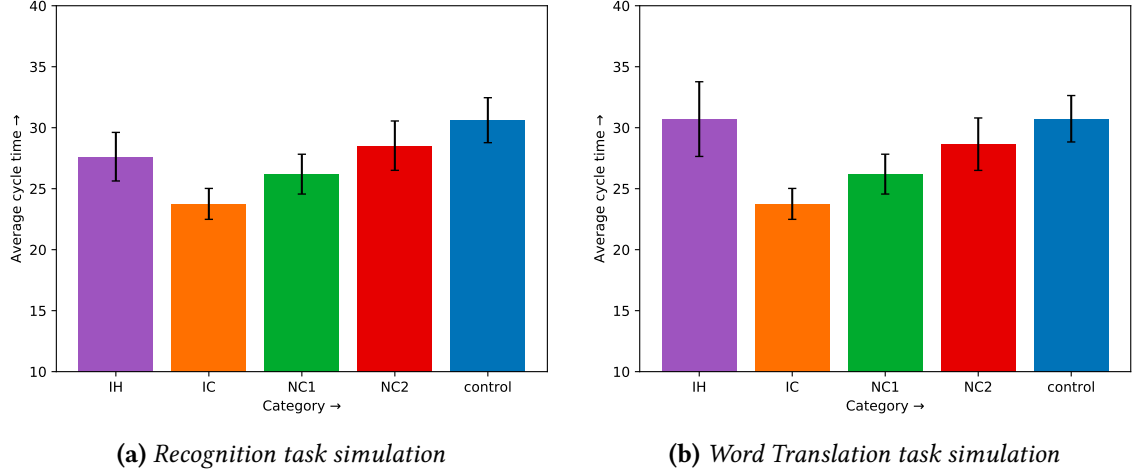 40
35
30
25
20
15
10
Average cycle time →
IH IC NC1 NC2 control
Category →
(a) Recognition task simulation
40
35
30
25
20
15
10
Average cycle time →
IH IC NC1 NC2 control
Category →
(b) Word Translation task simulation